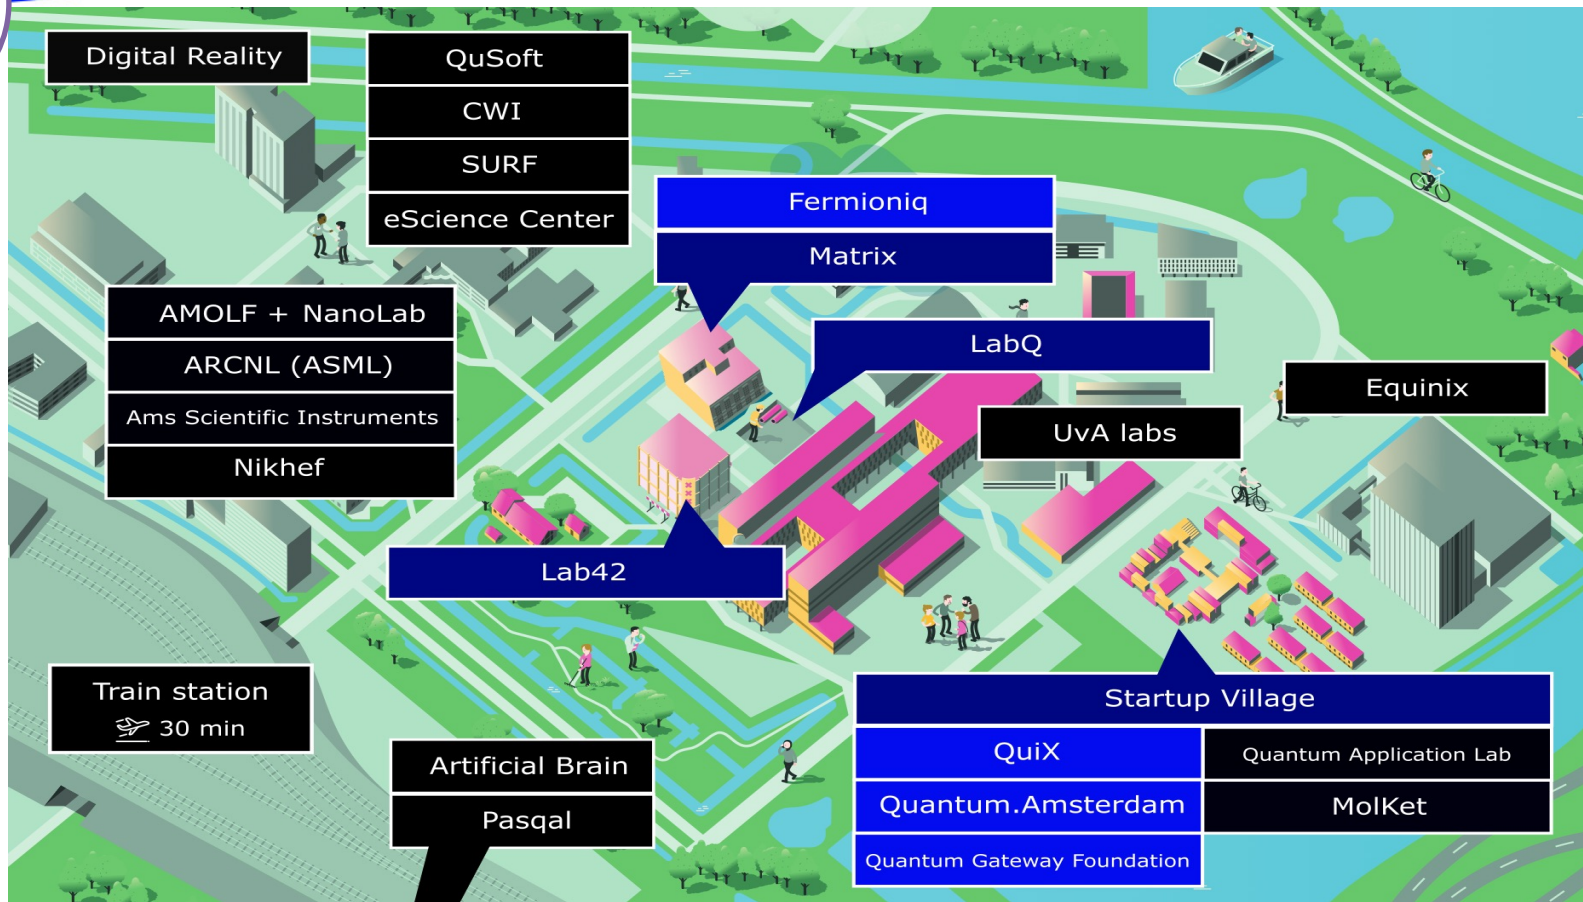 Digital Reality
QuSoft
CWI
SURF
eScience Center
Fermioniq
Matrix
AMOLF + NanoLab
ARCNL (ASML)
Ams Scientific Instruments
Nikhef
LabQ
Equinix
UvA labs
Lab42
Train station
30 min
Artificial Brain
Pasqal
Startup Village
QuiX
Quantum Application Lab
Quantum.Amsterdam
MolKet
Quantum Gateway Foundation